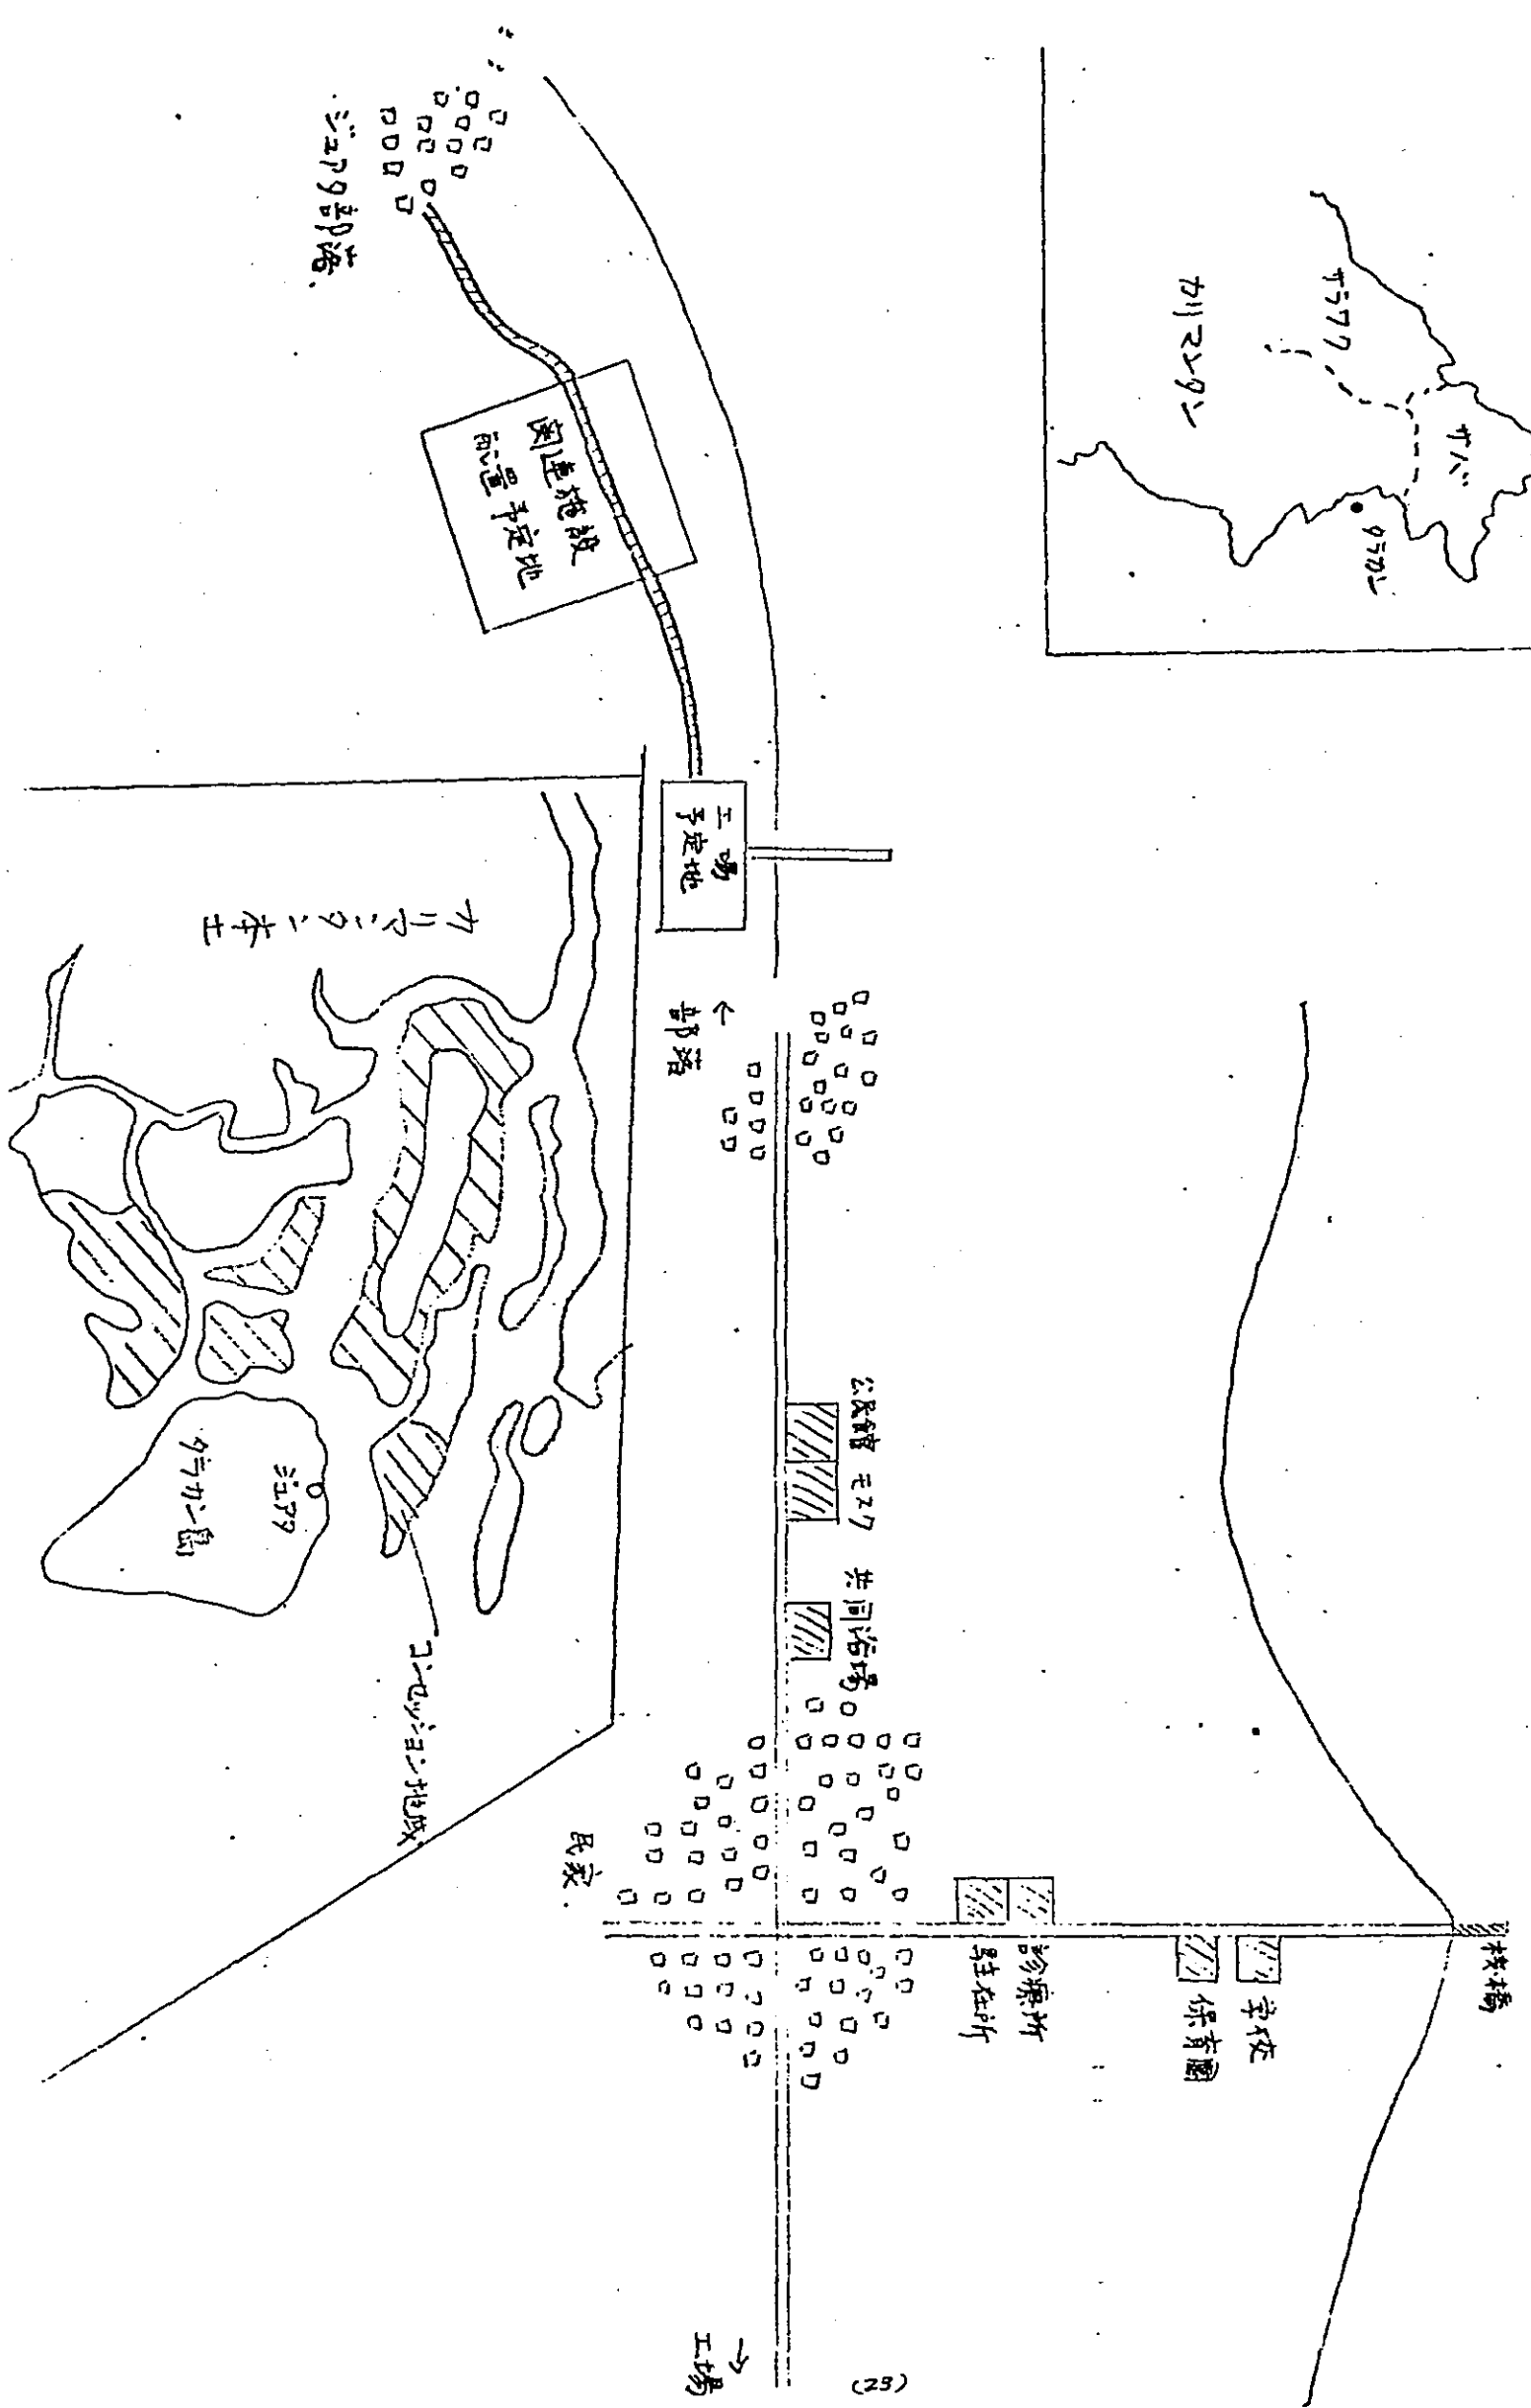 サラワク
サバ
カリマンタン
タラカン
ジュアタ部落.
関連施設
配置予定地
工場
予定地
カリマンタン本土
タラカン島
ジュアタ
コンセッション地域
← 部落
公民館
モスク
共同浴場
民家.
診療所
駐在所
学校
保育園
桟橋
→ 工場
(23)